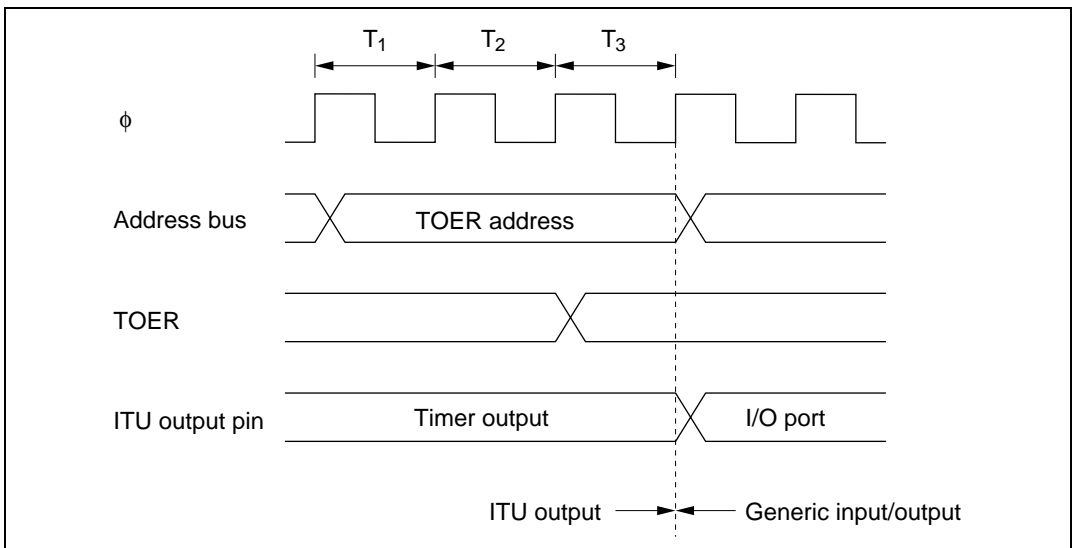 T1 T2 T3
φ
Address bus TOER address
TOER
ITU output pin Timer output I/O port
ITU output Generic input/output